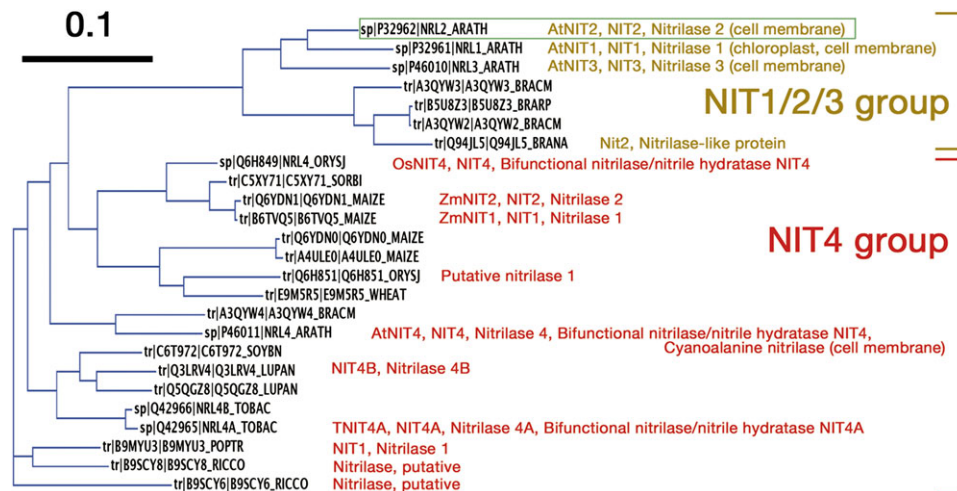 0.1
sp|P32962|NRL2_ARATH AtNIT2, NIT2, Nitrilase 2 (cell membrane)
sp|P32961|NRL1_ARATH AtNIT1, NIT1, Nitrilase 1 (chloroplast, cell membrane)
sp|P46010|NRL3_ARATH AtNIT3, NIT3, Nitrilase 3 (cell membrane)
tr|A3QYW3|A3QYW3_BRACM
NIT1/2/3 group
tr|B5U8Z3|B5U8Z3_BRARP
tr|A3QYW2|A3QYW2_BRACM
tr|Q94JL5|Q94JL5_BRANA Nit2, Nitrilase-like protein
sp|Q6H849|NRL4_ORYSJ OsNIT4, NIT4, Bifunctional nitrilase/nitrile hydratase NIT4
tr|C5XY71|C5XY71_SORBI
tr|Q6YDN1|Q6YDN1_MAIZE ZmNIT2, NIT2, Nitrilase 2
tr|B6TVQ5|B6TVQ5_MAIZE ZmNIT1, NIT1, Nitrilase 1
tr|Q6YDN0|Q6YDN0_MAIZE
NIT4 group
tr|A4ULE0|A4ULE0_MAIZE
tr|Q6H851|Q6H851_ORYSJ Putative nitrilase 1
tr|E9M5R5|E9M5R5_WHEAT
tr|A3QYW4|A3QYW4_BRACM
sp|P46011|NRL4_ARATH AtNIT4, NIT4, Nitrilase 4, Bifunctional nitrilase/nitrile hydratase NIT4,
Cyanoalanine nitrilase (cell membrane)
tr|C6T972|C6T972_SOYBN
tr|Q3LRV4|Q3LRV4_LUPAN NIT4B, Nitrilase 4B
tr|Q5QGZ8|Q5QGZ8_LUPAN
sp|Q42966|NRL4B_TOBAC
sp|Q42965|NRL4A_TOBAC TNIT4A, NIT4A, Nitrilase 4A, Bifunctional nitrilase/nitrile hydratase NIT4A
tr|B9MYU3|B9MYU3_POPTR NIT1, Nitrilase 1
tr|B9SCY8|B9SCY8_RICCO Nitrilase, putative
tr|B9SCY6|B9SCY6_RICCO Nitrilase, putative